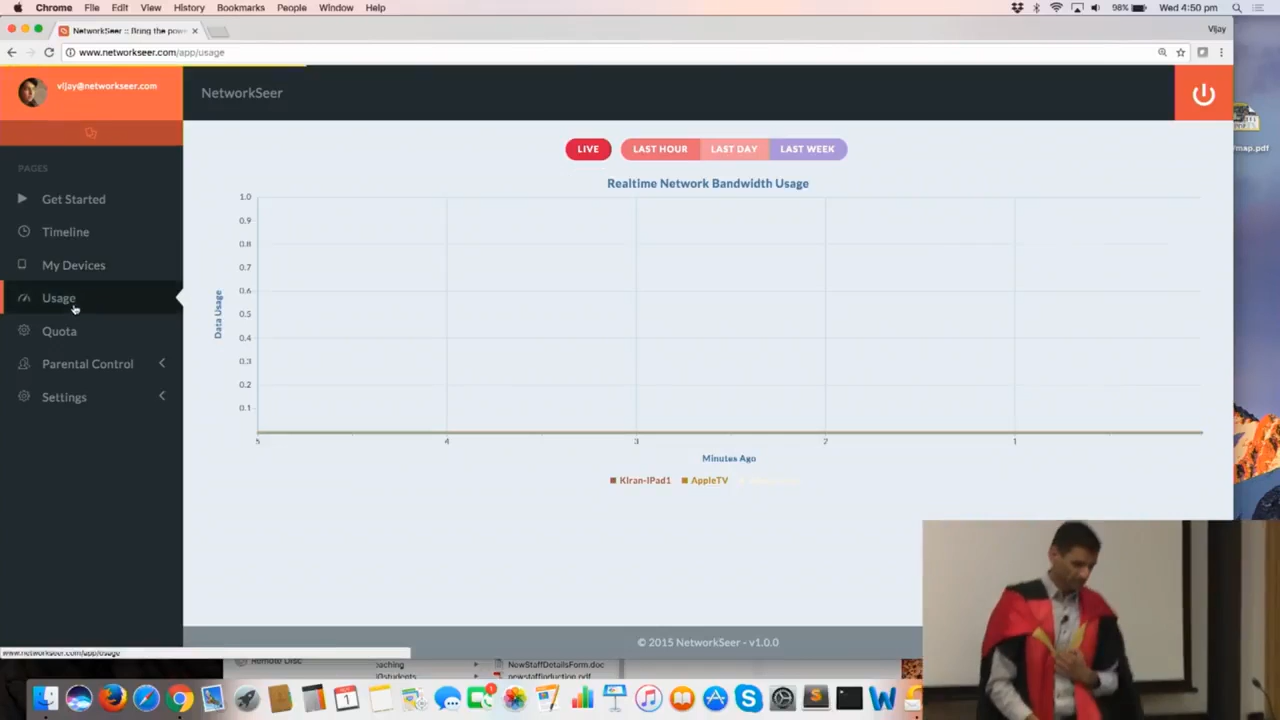 Chrome File Edit View History Bookmarks People Window Help
98% Wed 4:50 pm
NetworkSeer :: Bring the pow
Vijay
www.networkseer.com/app/usage
vijay@networkseer.com
NetworkSeer
PAGES
Get Started
Timeline
My Devices
Usage
Quota
Parental Control
Settings
LIVE LAST HOUR LAST DAY LAST WEEK
Realtime Network Bandwidth Usage
1.0
0.9
0.8
0.7
0.6
0.5
0.4
0.3
0.2
0.1
Data Usage
5 4 3 2 1
Minutes Ago
Kiran-iPad1 AppleTV
map.pdf
© 2015 NetworkSeer - v1.0.0
www.networkseer.com/app/usage
Remote Disc
NewStaffDetailsForm.doc
1